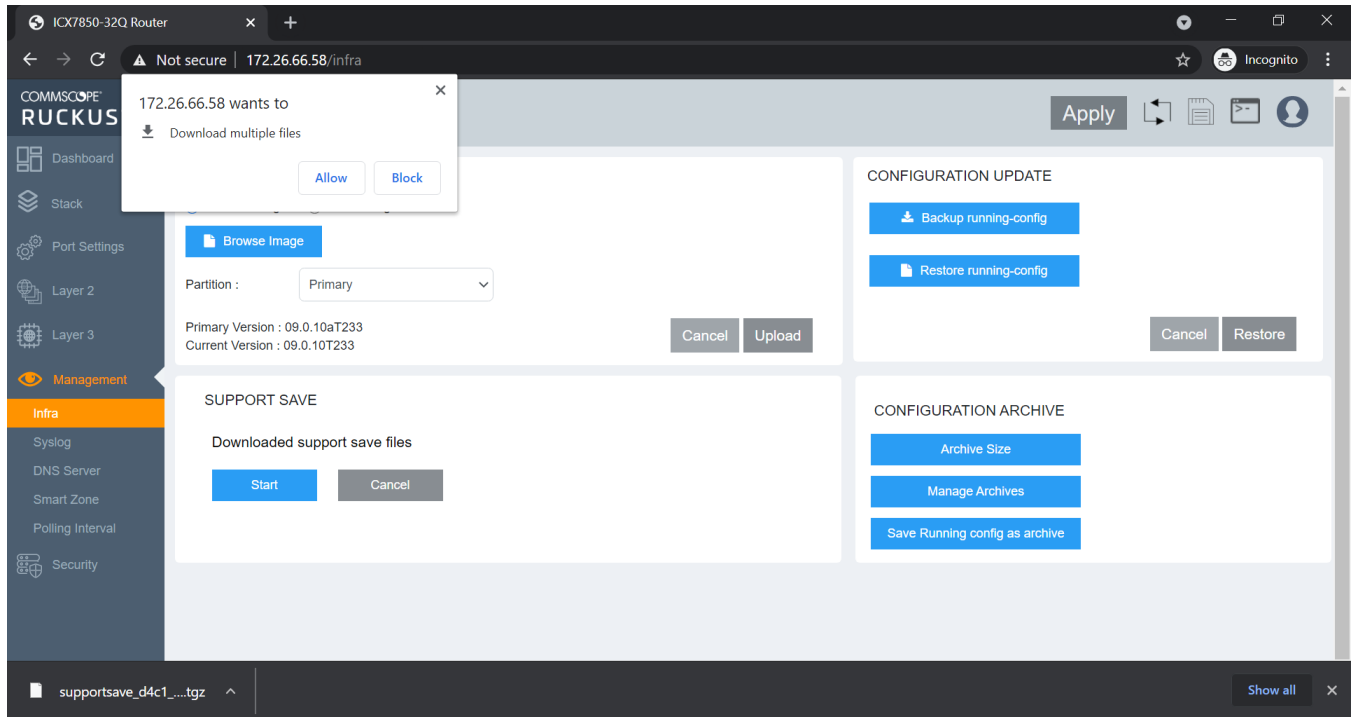 ICX7850-32Q Router
Not secure | 172.26.66.58/infra
Incognito
COMMSCOPE
RUCKUS
172.26.66.58 wants to
Download multiple files
Allow
Block
Apply
Dashboard
Stack
Port Settings
Layer 2
Layer 3
Management
Infra
Syslog
DNS Server
Smart Zone
Polling Interval
Security
Browse Image
Partition :
Primary
Primary Version : 09.0.10aT233
Current Version : 09.0.10T233
Cancel
Upload
CONFIGURATION UPDATE
Backup running-config
Restore running-config
Cancel
Restore
SUPPORT SAVE
Downloaded support save files
Start
Cancel
CONFIGURATION ARCHIVE
Archive Size
Manage Archives
Save Running config as archive
supportsave_d4c1_....tgz
Show all